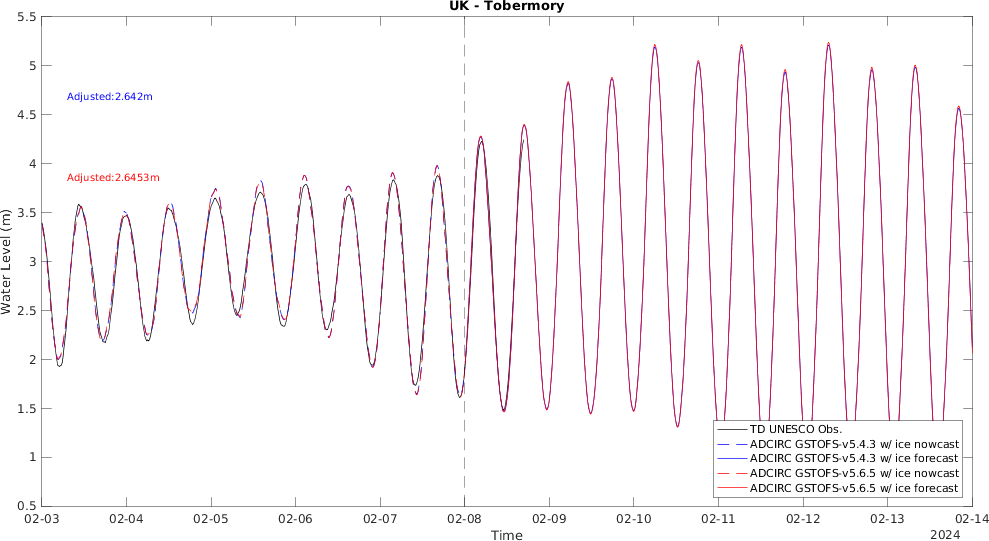 UK - Tobermory
5.5
5
4.5
4
3.5
3
2.5
2
1.5
1
0.5
Water Level (m)
Adjusted:2.642m
Adjusted:2.6453m
TD UNESCO Obs.
ADCIRC GSTOFS-v5.4.3 w/ ice nowcast
ADCIRC GSTOFS-v5.4.3 w/ ice forecast
ADCIRC GSTOFS-v5.6.5 w/ ice nowcast
ADCIRC GSTOFS-v5.6.5 w/ ice forecast
02-03 02-04 02-05 02-06 02-07 02-08 02-09 02-10 02-11 02-12 02-13 02-14
Time
2024